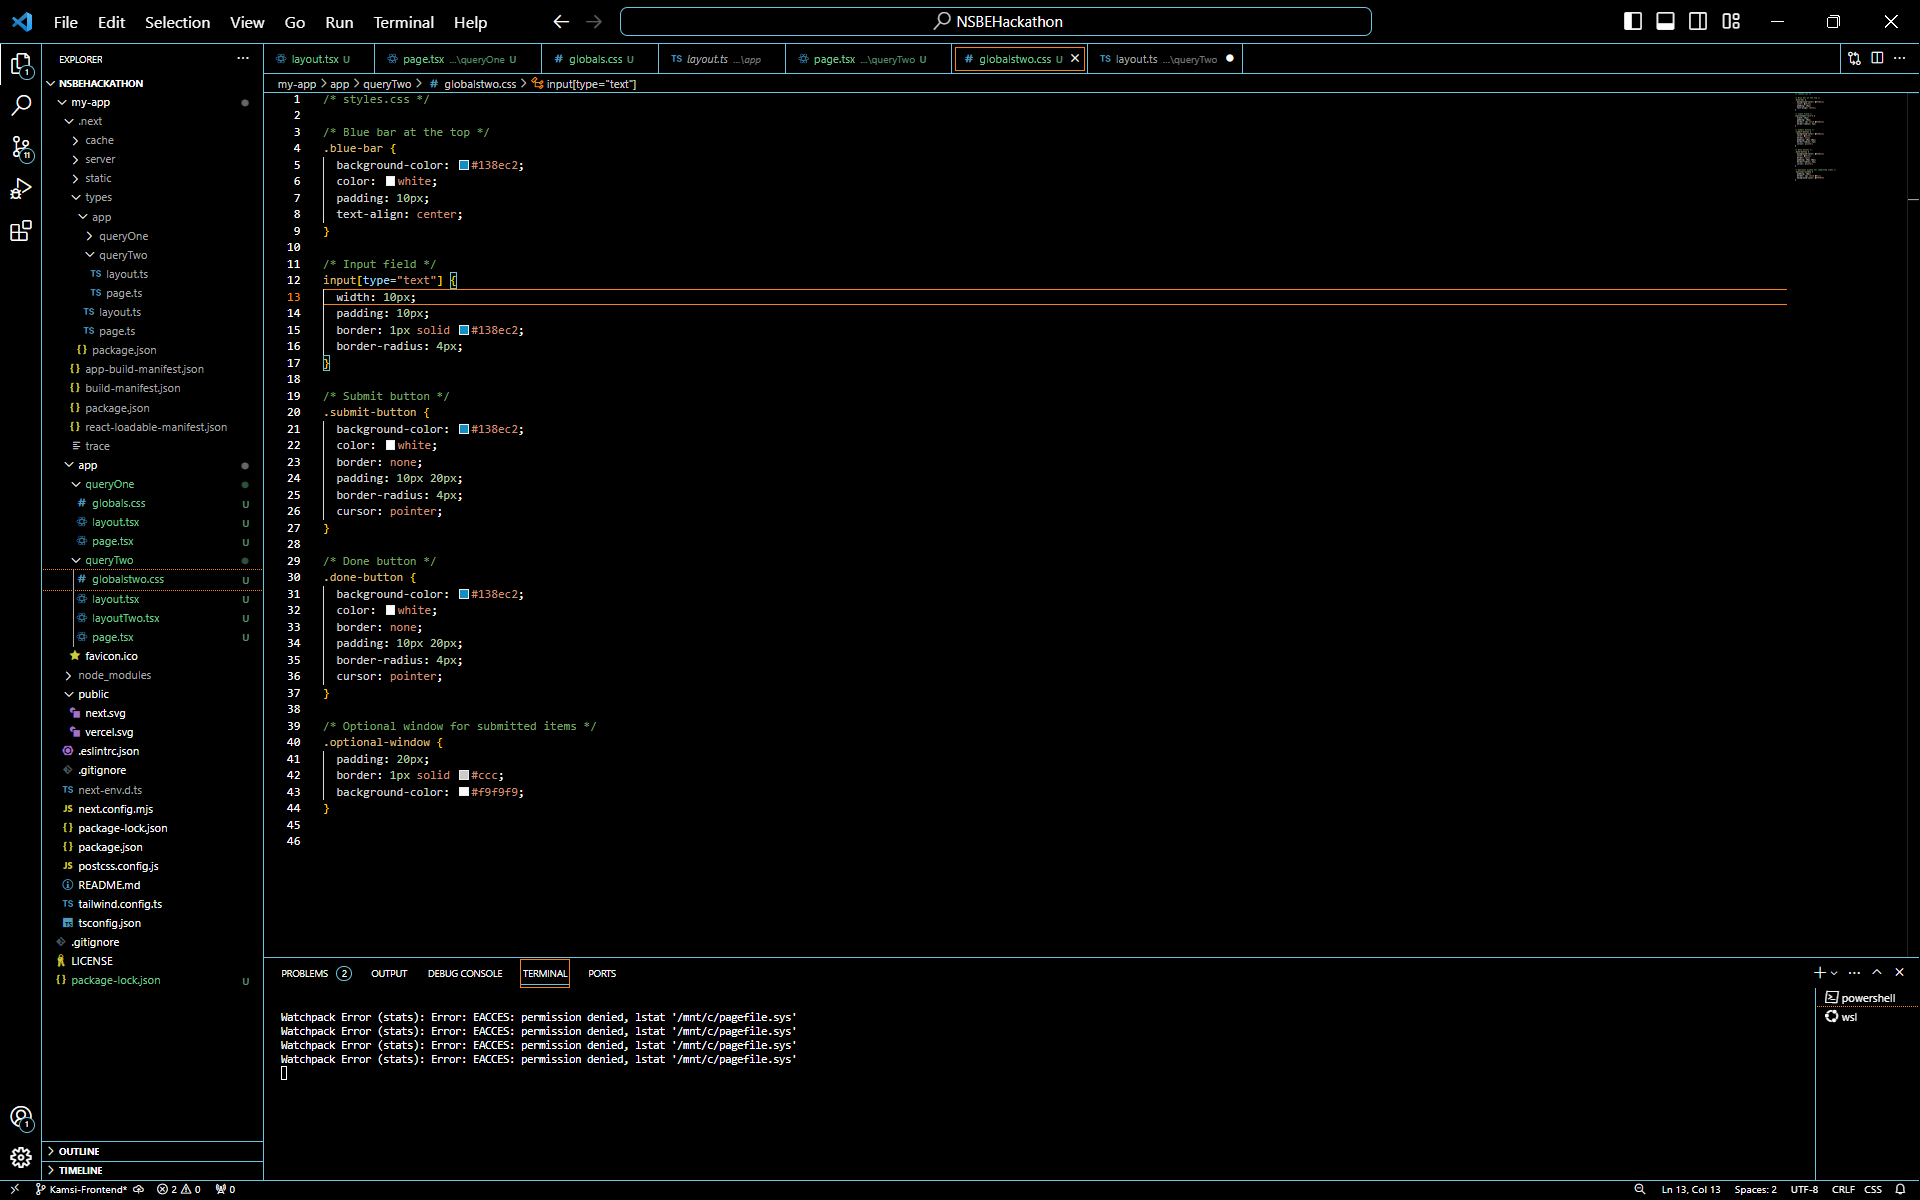 File Edit Selection View Go Run Terminal Help
NSBEHackathon
EXPLORER
NSBEHACKATHON
my-app
.next
cache
server
static
types
app
queryOne
queryTwo
TS layout.ts
TS page.ts
TS layout.ts
TS page.ts
{} package.json
{} app-build-manifest.json
{} build-manifest.json
{} package.json
{} react-loadable-manifest.json
trace
app
queryOne
# globals.css U
layout.tsx U
page.tsx U
queryTwo
# globalstwo.css U
layout.tsx U
layoutTwo.tsx U
page.tsx U
favicon.ico
node_modules
public
next.svg
vercel.svg
.eslintrc.json
.gitignore
TS next-env.d.ts
JS next.config.mjs
{} package-lock.json
{} package.json
JS postcss.config.js
README.md
TS tailwind.config.ts
tsconfig.json
.gitignore
LICENSE
{} package-lock.json U
OUTLINE
TIMELINE
layout.tsx U
page.tsx ...\queryOne U
# globals.css U
TS layout.ts ...\app
page.tsx ...\queryTwo U
# globalstwo.css U
TS layout.ts ...\queryTwo
my-app > app > queryTwo > # globalstwo.css > input[type="text"]
1 /* styles.css */
2
3 /* Blue bar at the top */
4 .blue-bar {
5 background-color: #138ec2;
6 color: white;
7 padding: 10px;
8 text-align: center;
9 }
10
11 /* Input field */
12 input[type="text"] {
13 width: 10px;
14 padding: 10px;
15 border: 1px solid #138ec2;
16 border-radius: 4px;
17 }
18
19 /* Submit button */
20 .submit-button {
21 background-color: #138ec2;
22 color: white;
23 border: none;
24 padding: 10px 20px;
25 border-radius: 4px;
26 cursor: pointer;
27 }
28
29 /* Done button */
30 .done-button {
31 background-color: #138ec2;
32 color: white;
33 border: none;
34 padding: 10px 20px;
35 border-radius: 4px;
36 cursor: pointer;
37 }
38
39 /* Optional window for submitted items */
40 .optional-window {
41 padding: 20px;
42 border: 1px solid #ccc;
43 background-color: #f9f9f9;
44 }
45
46
PROBLEMS 2 OUTPUT DEBUG CONSOLE TERMINAL PORTS
Watchpack Error (stats): Error: EACCES: permission denied, lstat '/mnt/c/pagefile.sys'
Watchpack Error (stats): Error: EACCES: permission denied, lstat '/mnt/c/pagefile.sys'
Watchpack Error (stats): Error: EACCES: permission denied, lstat '/mnt/c/pagefile.sys'
Watchpack Error (stats): Error: EACCES: permission denied, lstat '/mnt/c/pagefile.sys'
powershell
wsl
1
11
1
Kamsi-Frontend* 2 0 0
Ln 13, Col 13 Spaces: 2 UTF-8 CRLF CSS